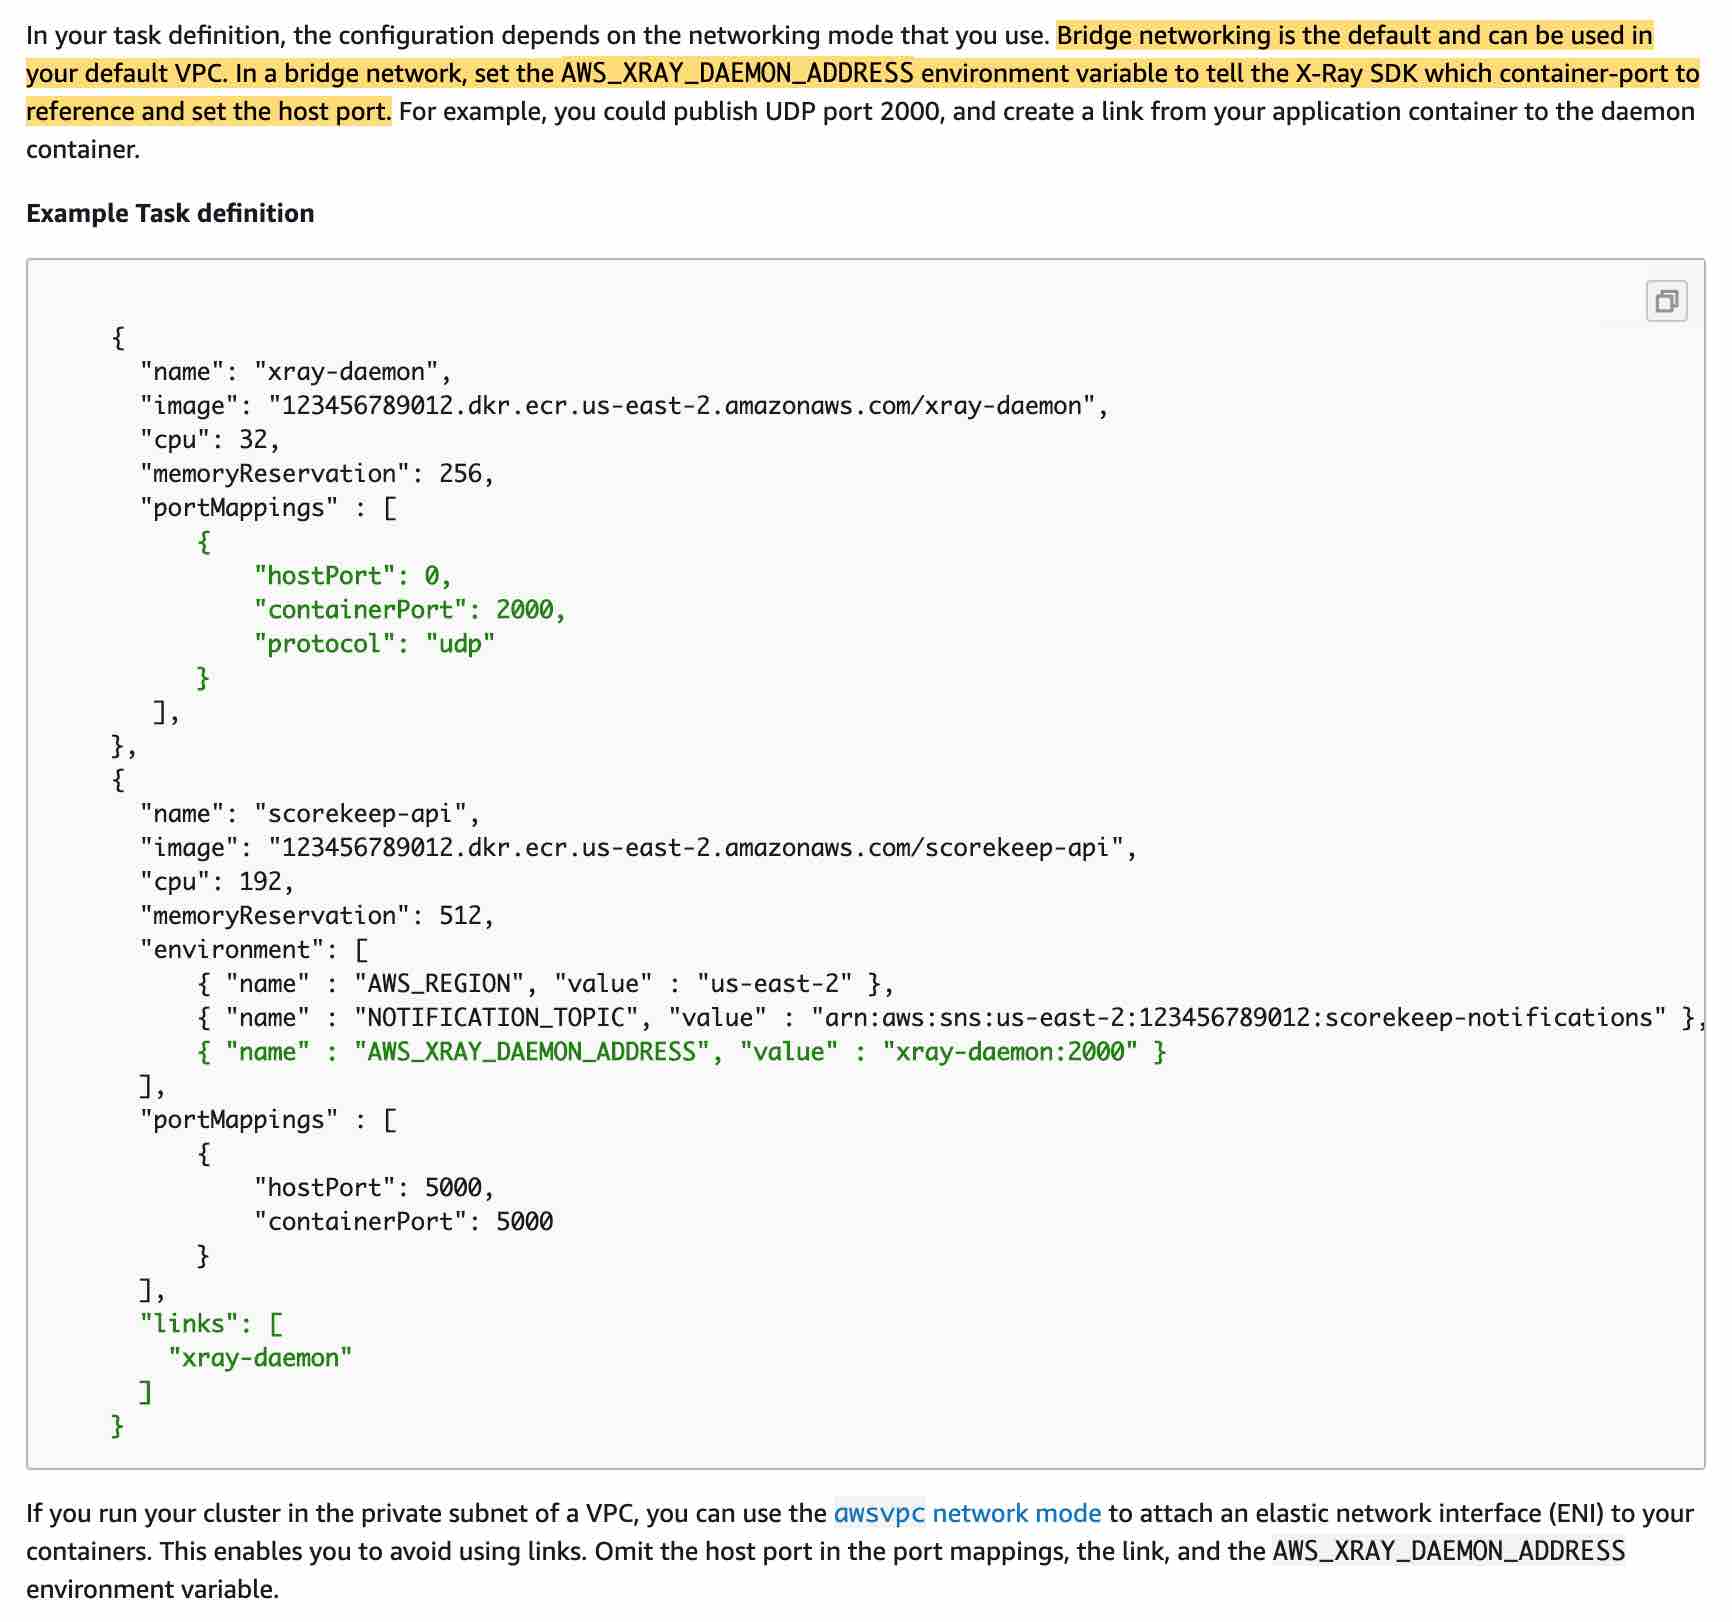 In your task definition, the configuration depends on the networking mode that you use. Bridge networking is the default and can be used in
your default VPC. In a bridge network, set the AWS_XRAY_DAEMON_ADDRESS environment variable to tell the X-Ray SDK which container-port to
reference and set the host port. For example, you could publish UDP port 2000, and create a link from your application container to the daemon
container.
Example Task definition
{
"name": "xray-daemon",
"image": "123456789012.dkr.ecr.us-east-2.amazonaws.com/xray-daemon",
"cpu": 32,
"memoryReservation": 256,
"portMappings" : [
{
"hostPort": 0,
"containerPort": 2000,
"protocol": "udp"
}
],
},
{
"name": "scorekeep-api",
"image": "123456789012.dkr.ecr.us-east-2.amazonaws.com/scorekeep-api",
"cpu": 192,
"memoryReservation": 512,
"environment": [
{ "name" : "AWS_REGION", "value" : "us-east-2" },
{ "name" : "NOTIFICATION_TOPIC", "value" : "arn:aws:sns:us-east-2:123456789012:scorekeep-notifications" },
{ "name" : "AWS_XRAY_DAEMON_ADDRESS", "value" : "xray-daemon:2000" }
],
"portMappings" : [
{
"hostPort": 5000,
"containerPort": 5000
}
],
"links": [
"xray-daemon"
]
}
If you run your cluster in the private subnet of a VPC, you can use the awsvpc network mode to attach an elastic network interface (ENI) to your
containers. This enables you to avoid using links. Omit the host port in the port mappings, the link, and the AWS_XRAY_DAEMON_ADDRESS
environment variable.